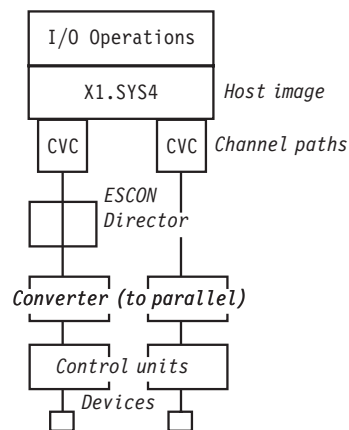 I/O Operations
X1.SYS4
Host image
CVC
CVC
Channel paths
ESCON
Director
Converter (to parallel)
Control units
Devices